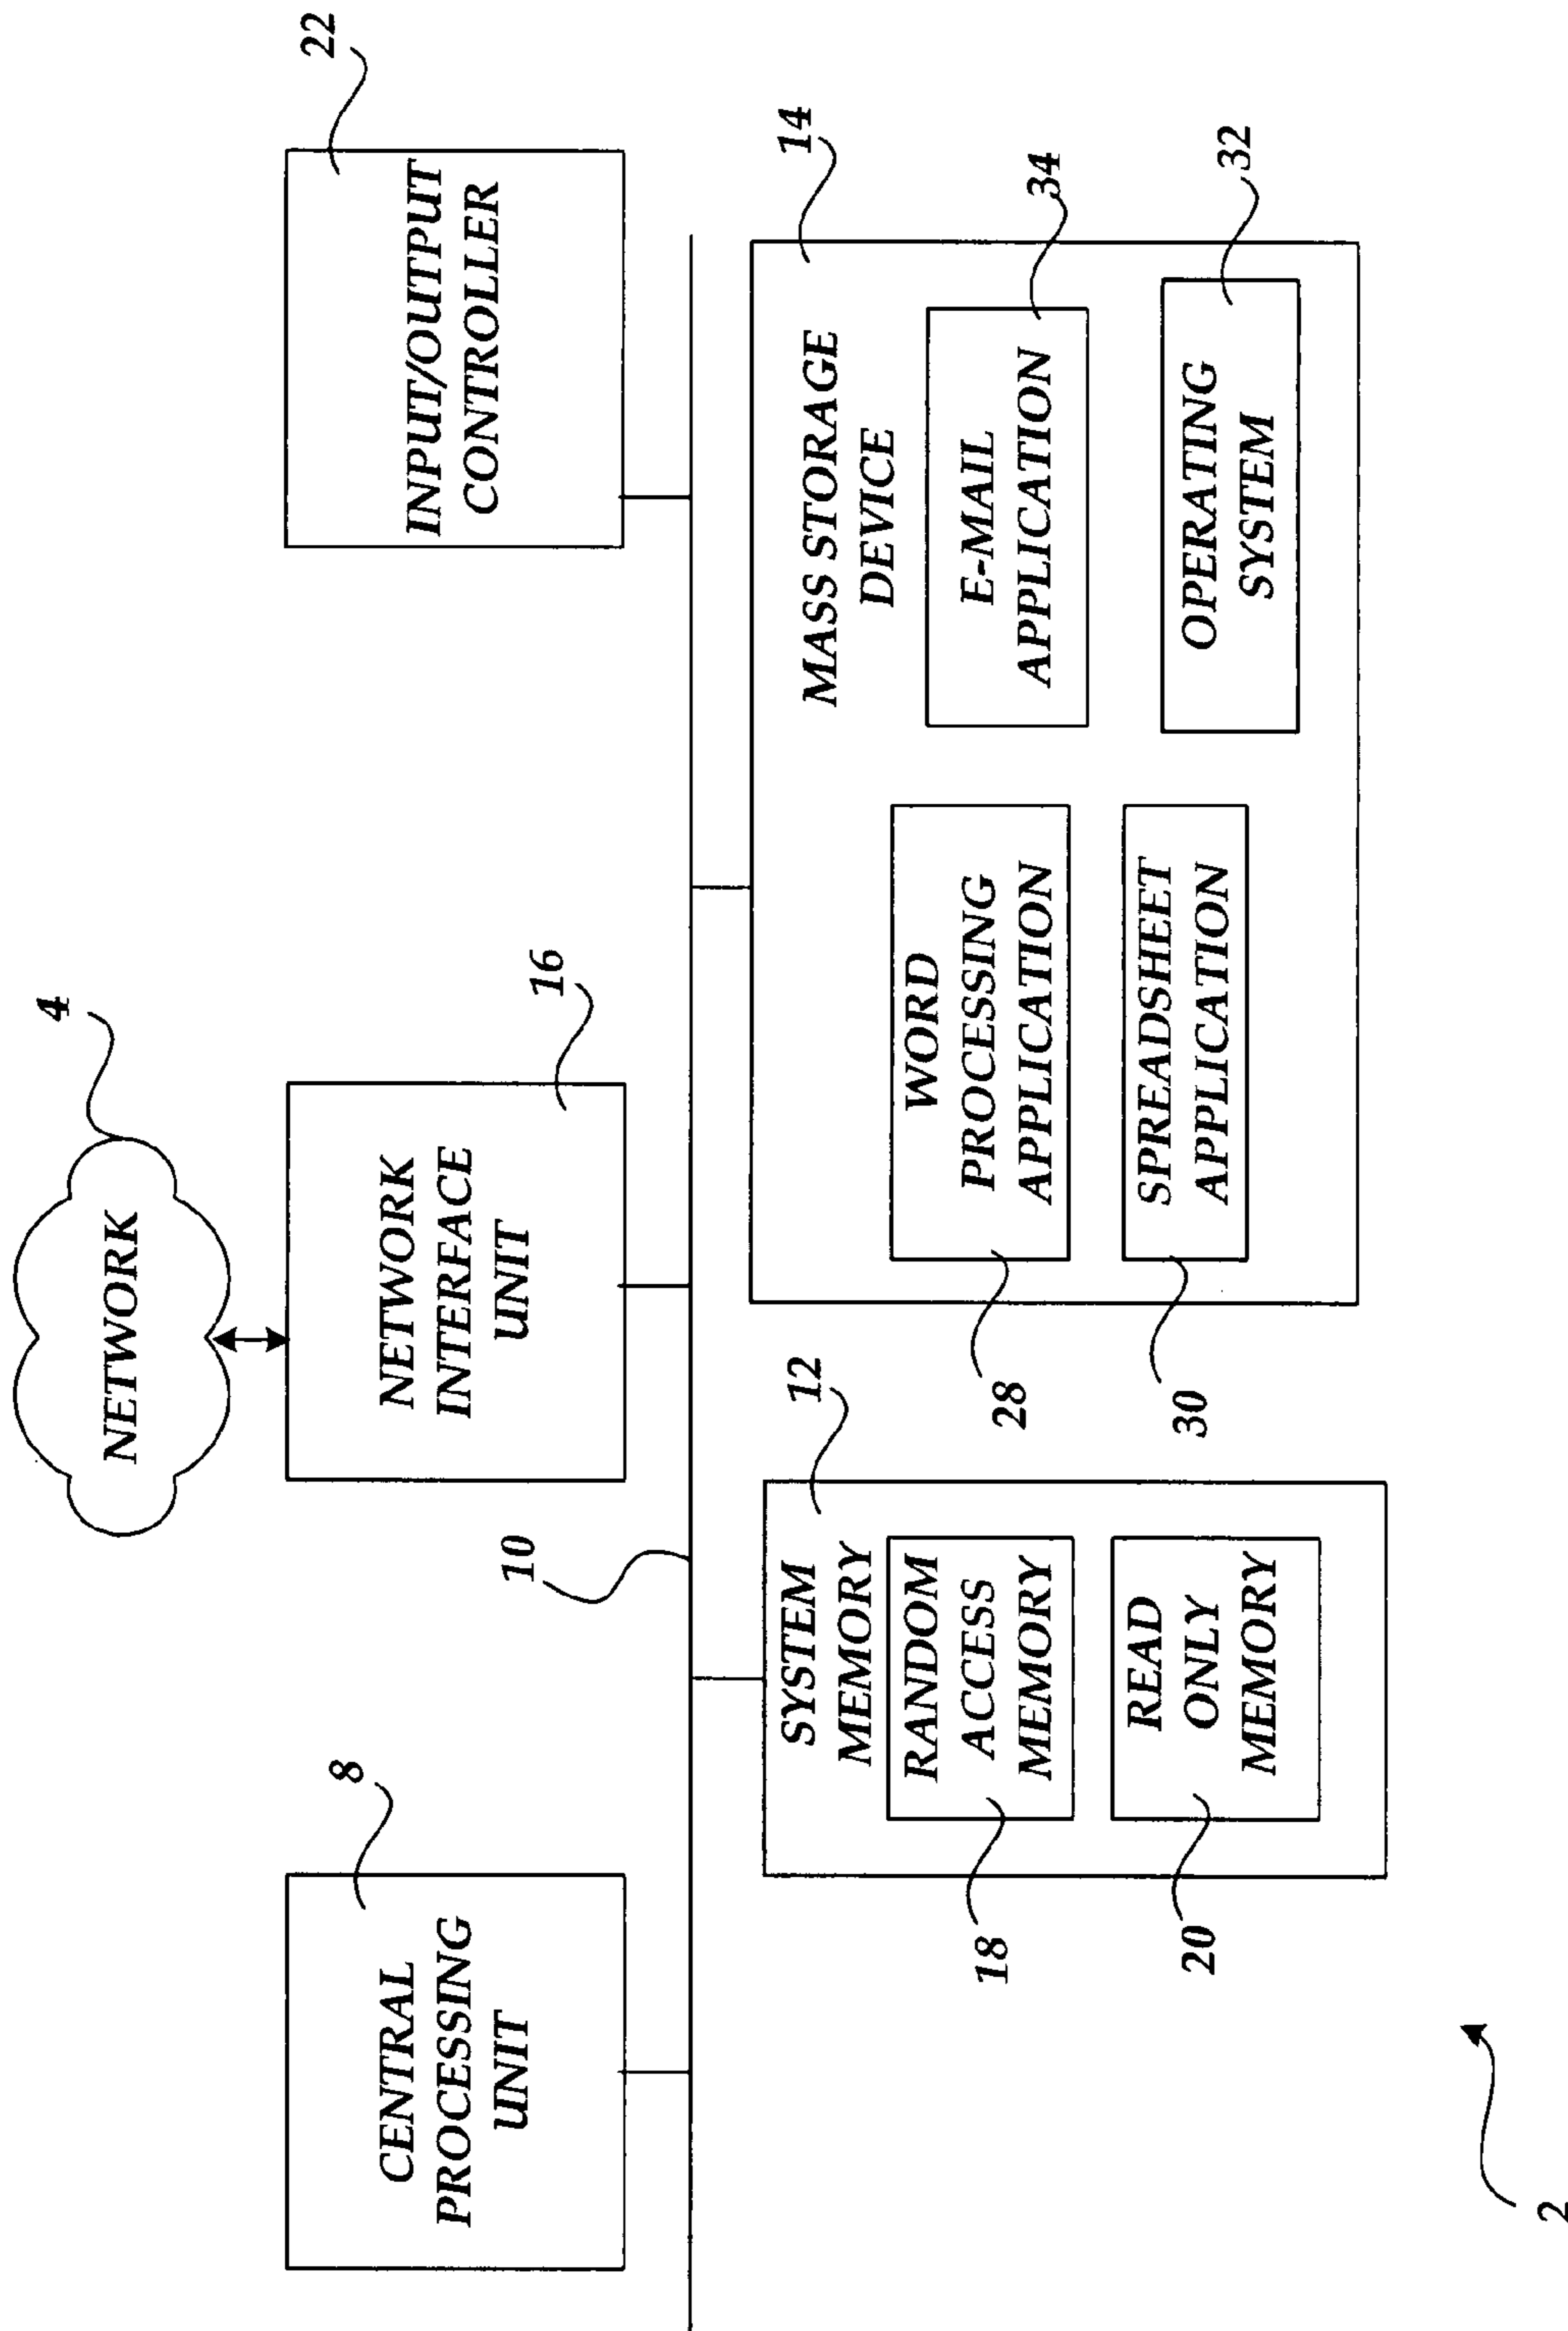 4
NETWORK
8
CENTRAL
PROCESSING
UNIT
NETWORK
INTERFACE
UNIT
16
22
INPUT/OUTPUT
CONTROLLER
10
12
SYSTEM
MEMORY
RANDOM
ACCESS
MEMORY
18
READ
ONLY
MEMORY
20
14
MASS STORAGE
DEVICE
WORD
PROCESSING
APPLICATION
28
E-MAIL
APPLICATION
34
SPREADSHEET
APPLICATION
30
OPERATING
SYSTEM
32
2